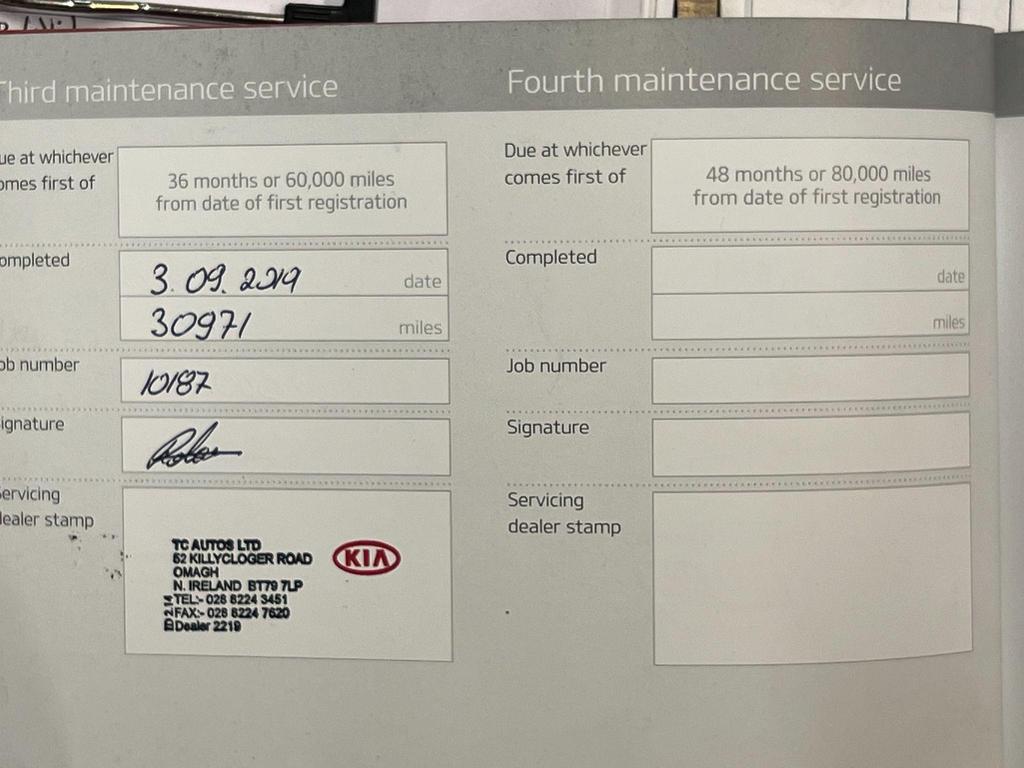 Third maintenance service
ue at whichever
omes first of
36 months or 60,000 miles
from date of first registration
ompleted
3.09.2019
date
30971
miles
ob number
10187
ignature
ervicing
ealer stamp
TC AUTOS LTD
62 KILLYCLOGER ROAD
OMAGH
N. IRELAND BT79 7LP
TEL:- 028 8224 3451
FAX:- 028 8224 7620
Dealer 2219
KIA
Fourth maintenance service
Due at whichever
comes first of
48 months or 80,000 miles
from date of first registration
Completed
date
miles
Job number
Signature
Servicing
dealer stamp